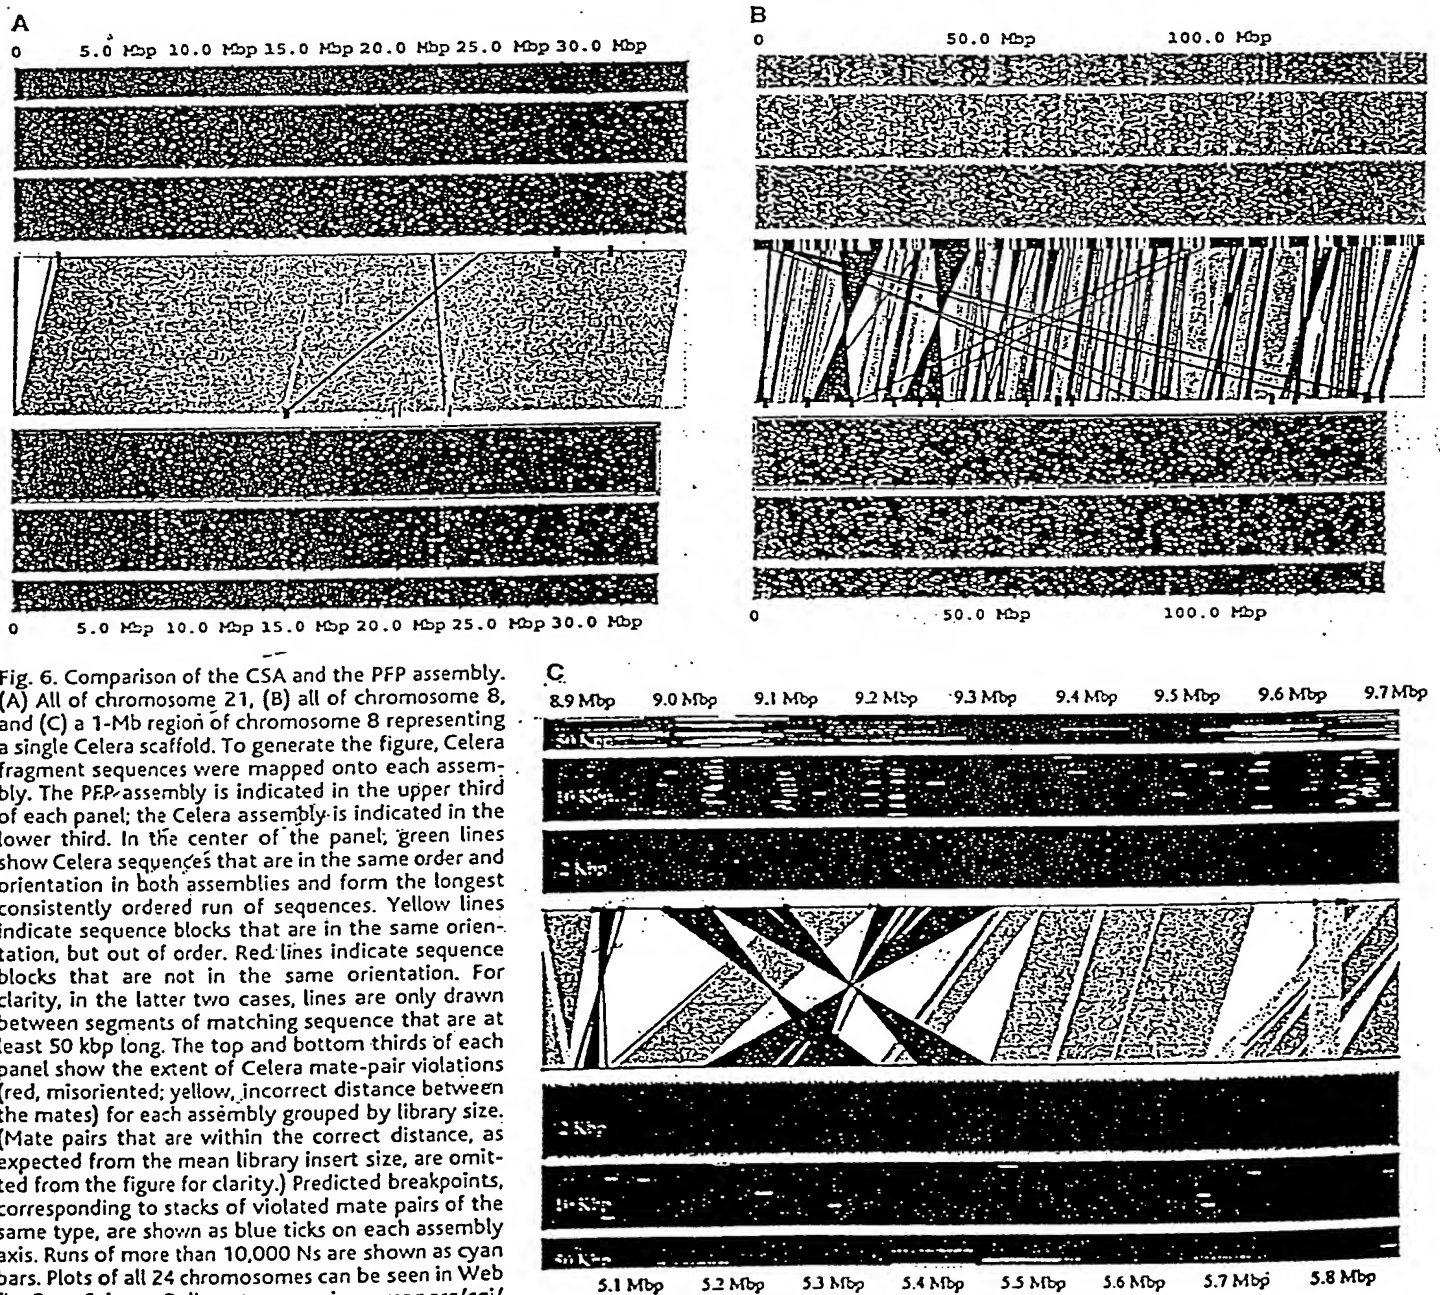 A
0 5.0 Mbp 10.0 Mbp 15.0 Mbp 20.0 Mbp 25.0 Mbp 30.0 Mbp
0 5.0 Mbp 10.0 Mbp 15.0 Mbp 20.0 Mbp 25.0 Mbp 30.0 Mbp
B
0 50.0 Mbp 100.0 Mbp
0 50.0 Mbp 100.0 Mbp
Fig. 6. Comparison of the CSA and the PFP assembly.
(A) All of chromosome 21, (B) all of chromosome 8,
and (C) a 1-Mb region of chromosome 8 representing
a single Celera scaffold. To generate the figure, Celera
fragment sequences were mapped onto each assem-
bly. The PFP assembly is indicated in the upper third
of each panel; the Celera assembly is indicated in the
lower third. In the center of the panel, green lines
show Celera sequences that are in the same order and
orientation in both assemblies and form the longest
consistently ordered run of sequences. Yellow lines
indicate sequence blocks that are in the same orien-
tation, but out of order. Red lines indicate sequence
blocks that are not in the same orientation. For
clarity, in the latter two cases, lines are only drawn
between segments of matching sequence that are at
least 50 kbp long. The top and bottom thirds of each
panel show the extent of Celera mate-pair violations
(red, misoriented; yellow, incorrect distance between
the mates) for each assembly grouped by library size.
(Mate pairs that are within the correct distance, as
expected from the mean library insert size, are omit-
ted from the figure for clarity.) Predicted breakpoints,
corresponding to stacks of violated mate pairs of the
same type, are shown as blue ticks on each assembly
axis. Runs of more than 10,000 Ns are shown as cyan
bars. Plots of all 24 chromosomes can be seen in Web
C
8.9 Mbp 9.0 Mbp 9.1 Mbp 9.2 Mbp 9.3 Mbp 9.4 Mbp 9.5 Mbp 9.6 Mbp 9.7 Mbp
50 Kbp
10 Kbp
2 Kbp
2 Kbp
10 Kbp
50 Kbp
5.1 Mbp 5.2 Mbp 5.3 Mbp 5.4 Mbp 5.5 Mbp 5.6 Mbp 5.7 Mbp 5.8 Mbp